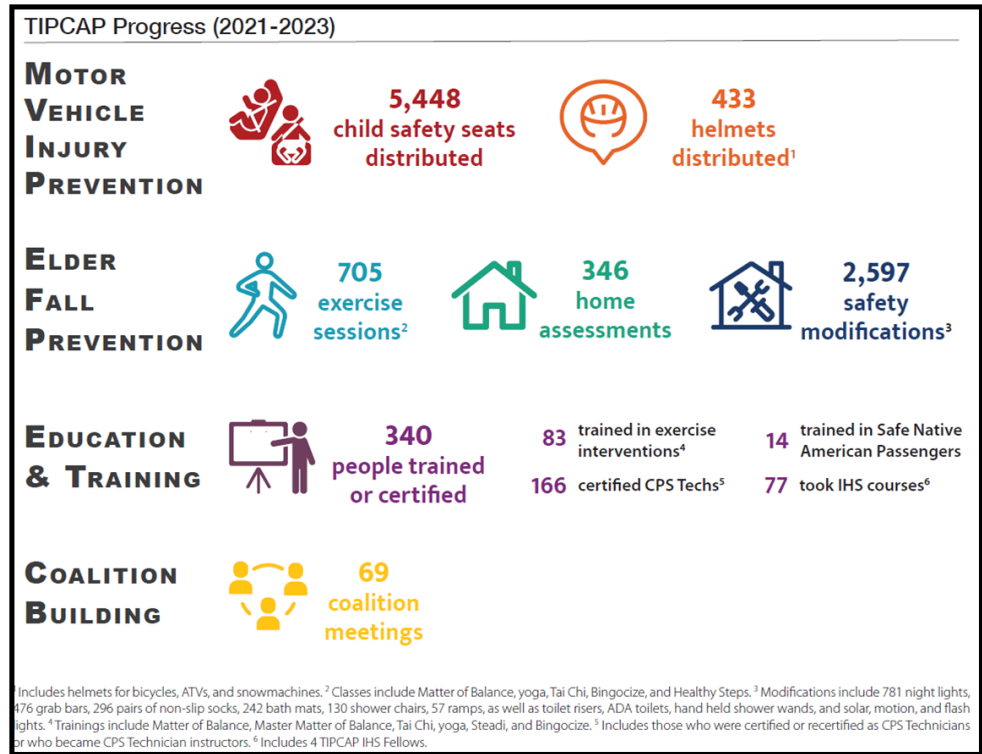 TIPCAP Progress (2021-2023)
MOTOR
VEHICLE
INJURY
PREVENTION
5,448
child safety seats
distributed
433
helmets
distributed¹
ELDER
FALL
PREVENTION
705
exercise
sessions²
346
home
assessments
2,597
safety
modifications³
EDUCATION
& TRAINING
340
people trained
or certified
83 trained in exercise
interventions⁴
14 trained in Safe Native
American Passengers
166 certified CPS Techs⁵
77 took IHS courses⁶
COALITION
BUILDING
69
coalition
meetings
¹ Includes helmets for bicycles, ATVs, and snowmachines. ² Classes include Matter of Balance, yoga, Tai Chi, Bingocize, and Healthy Steps. ³ Modifications include 781 night lights,
476 grab bars, 296 pairs of non-slip socks, 242 bath mats, 130 shower chairs, 57 ramps, as well as toilet risers, ADA toilets, hand held shower wands, and solar, motion, and flash
lights. ⁴ Trainings include Matter of Balance, Master Matter of Balance, Tai Chi, yoga, Steadi, and Bingocize. ⁵ Includes those who were certified or recertified as CPS Technicians
or who became CPS Technician instructors. ⁶ Includes 4 TIPCAP IHS Fellows.